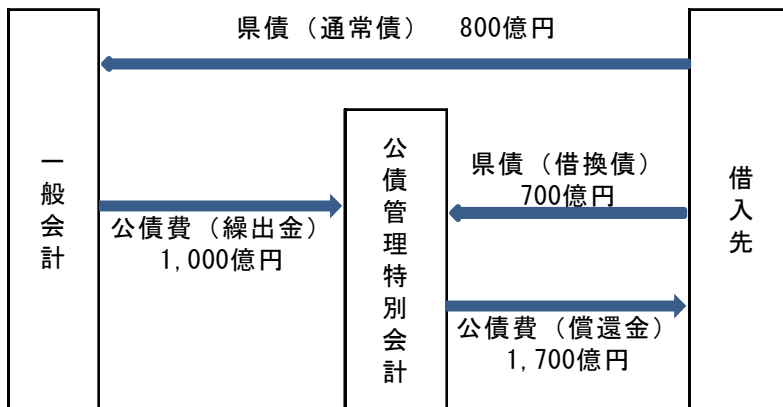 県債（通常債）　800億円
一般会計
公債管理特別会計
借入先
県債（借換債）
700億円
公債費（繰出金）
1,000億円
公債費（償還金）
1,700億円